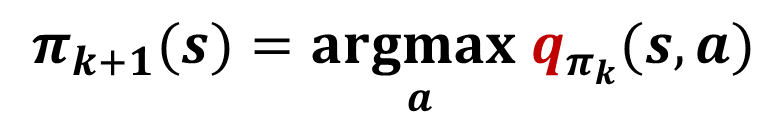 π_{k+1}(s) = argmax_a q_{π_k}(s, a)